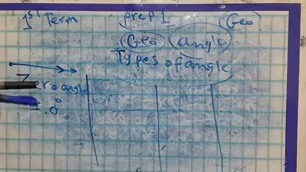 1st Term prep 1 Geo
Geo angle
Types of angle
Zero angle
0°